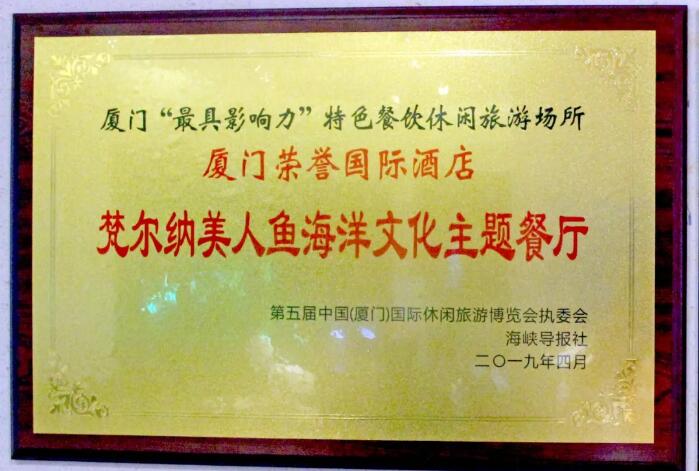 厦门“最具影响力”特色餐饮休闲旅游场所
厦门荣誉国际酒店
梵尔纳美人鱼海洋文化主题餐厅
第五届中国(厦门)国际休闲旅游博览会执委会
海峡导报社
二〇一九年四月